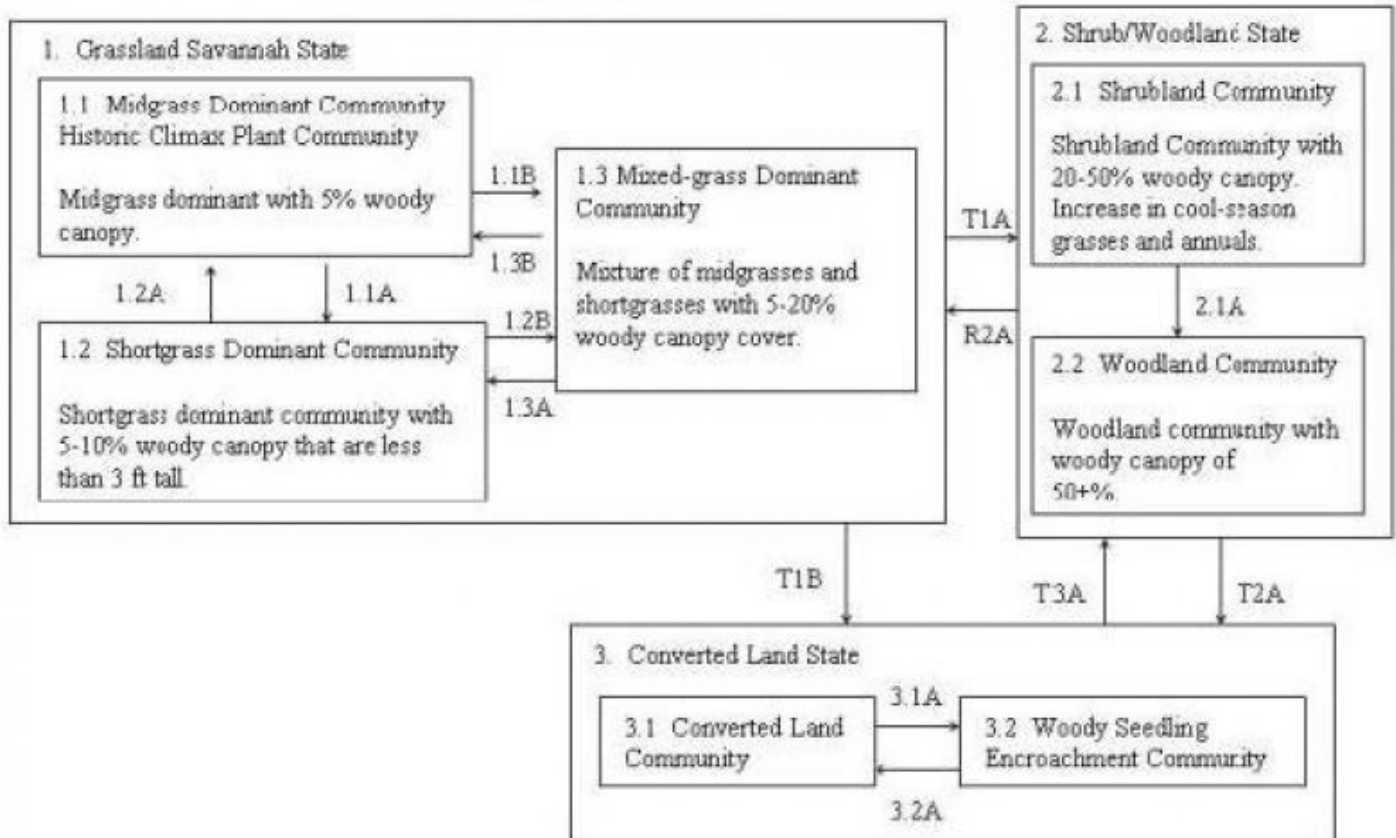 1. Grassland Savannah State
1.1 Midgrass Dominant Community
Historic Climax Plant Community
Midgrass dominant with 5% woody
canopy.
1.1B
1.3B
1.2A
1.1A
1.2 Shortgrass Dominant Community
Shortgrass dominant community with
5-10% woody canopy that are less
than 3 ft tall.
1.2B
1.3A
1.3 Mixed-grass Dominant
Community
Mixture of midgrasses and
shortgrasses with 5-20%
woody canopy cover.
T1A
R2A
2. Shrub/Woodland State
2.1 Shrubland Community
Shrubland Community with
20-50% woody canopy.
Increase in cool-season
grasses and annuals.
2.1A
2.2 Woodland Community
Woodland community with
woody canopy of
50+%.
T1B
T3A
T2A
3. Converted Land State
3.1 Converted Land
Community
3.1A
3.2A
3.2 Woody Seedling
Encroachment Community